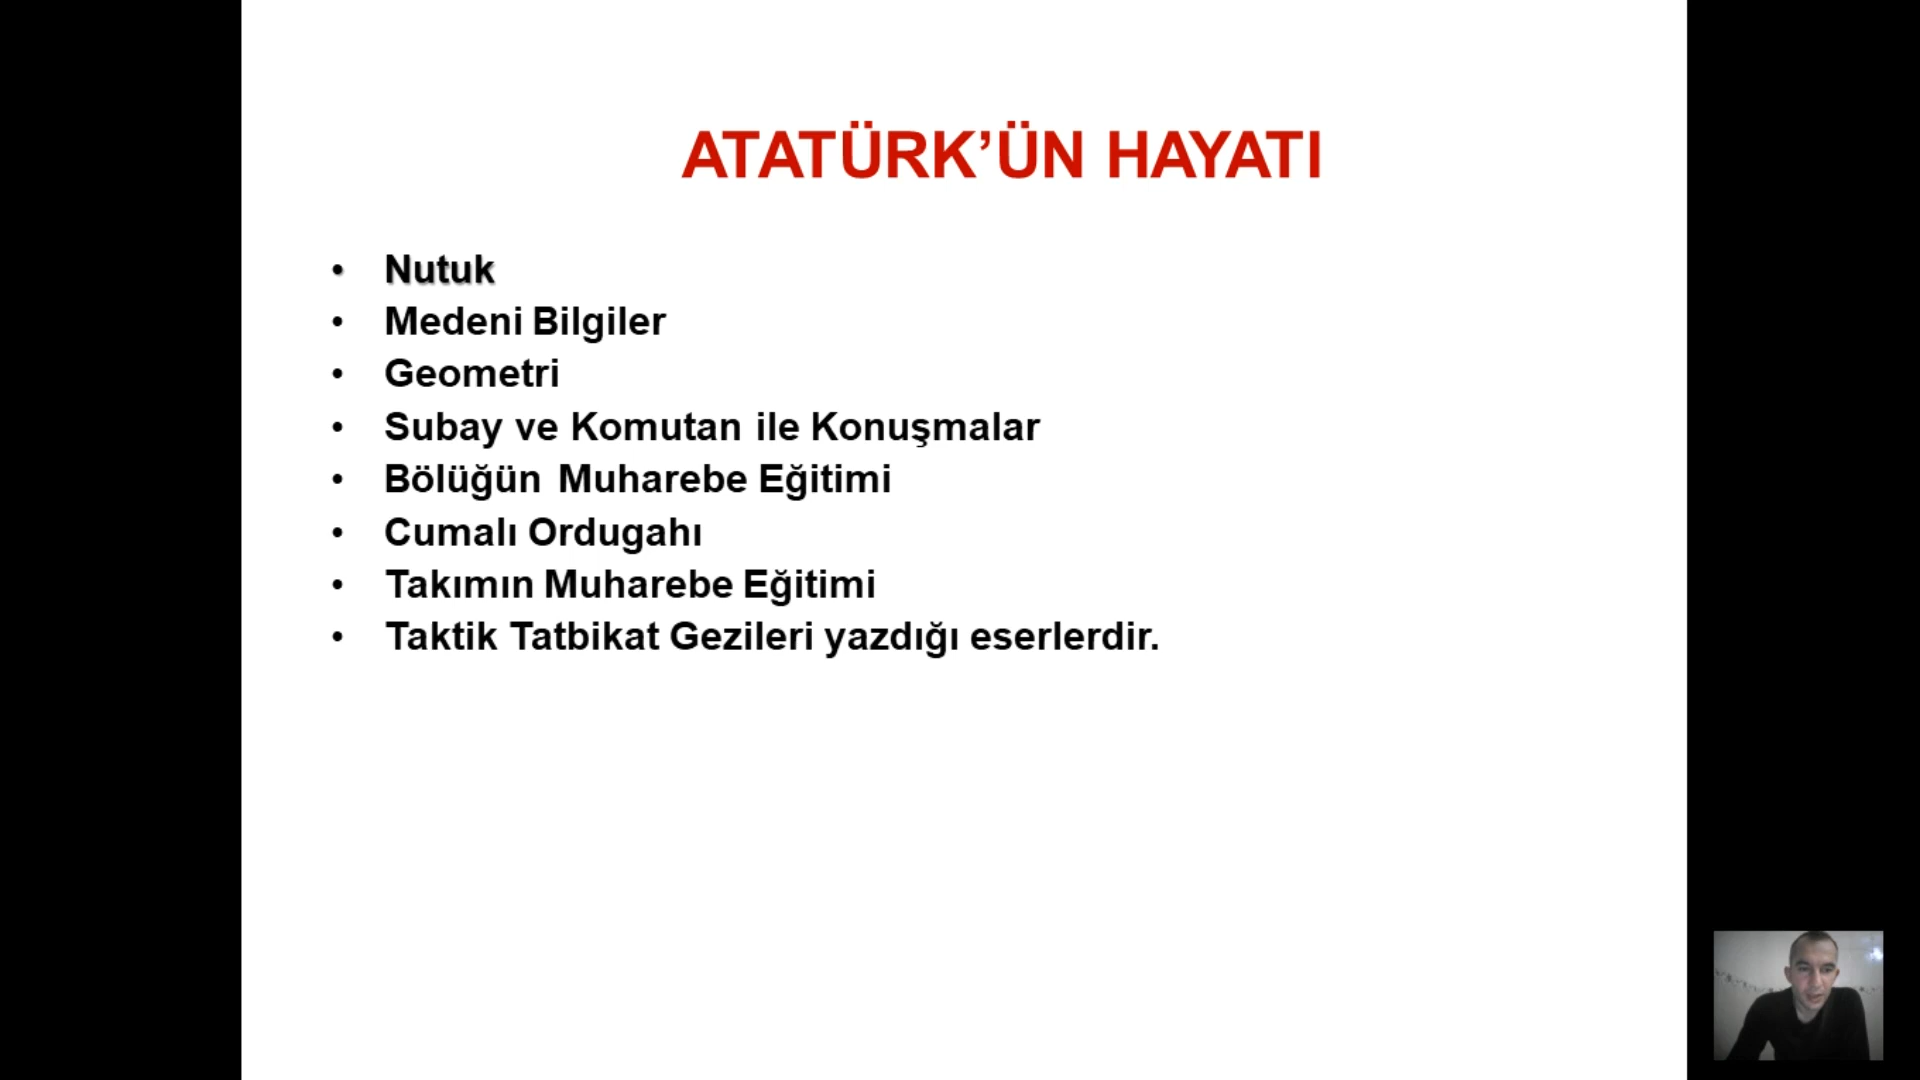 ATATÜRK’ÜN HAYATI
• Nutuk
• Medeni Bilgiler
• Geometri
• Subay ve Komutan ile Konuşmalar
• Bölüğün Muharebe Eğitimi
• Cumalı Ordugahı
• Takımın Muharebe Eğitimi
• Taktik Tatbikat Gezileri yazdığı eserlerdir.